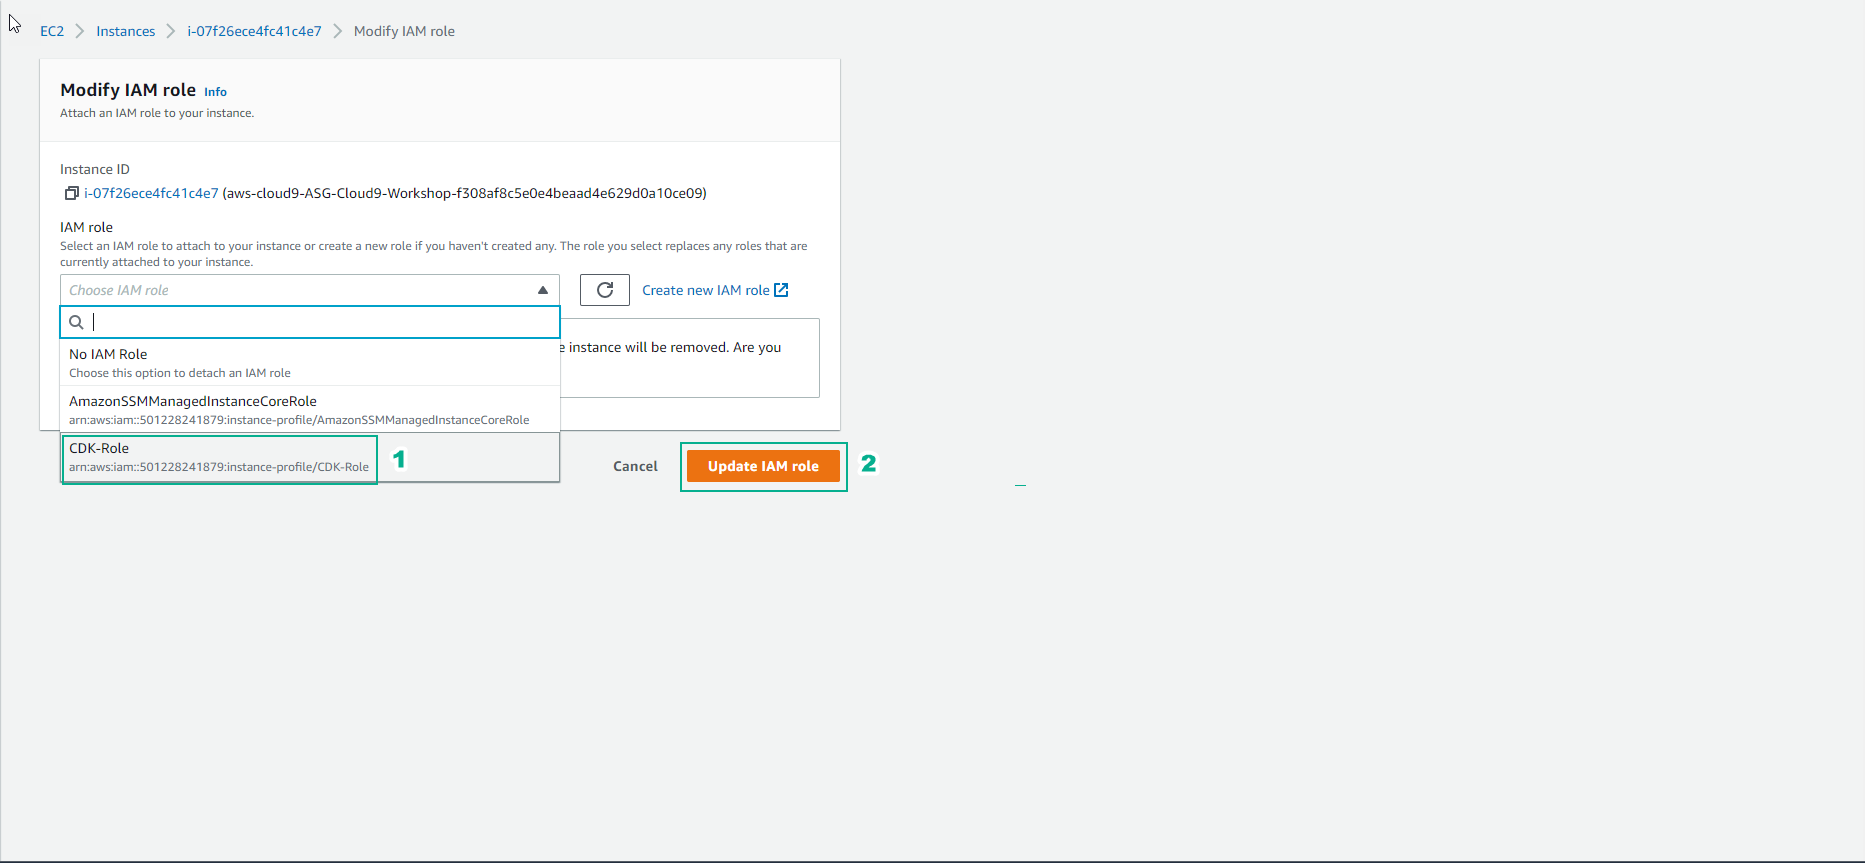 EC2 > Instances > i-07f26ece4fc41c4e7 > Modify IAM role
Modify IAM role Info
Attach an IAM role to your instance.
Instance ID
i-07f26ece4fc41c4e7 (aws-cloud9-ASG-Cloud9-Workshop-f308af8c5e0e4beaad4e629d0a10ce09)
IAM role
Select an IAM role to attach to your instance or create a new role if you haven't created any. The role you select replaces any roles that are
currently attached to your instance.
Choose IAM role
Create new IAM role
e instance will be removed. Are you
No IAM Role
Choose this option to detach an IAM role
AmazonSSMManagedInstanceCoreRole
arn:aws:iam::501228241879:instance-profile/AmazonSSMManagedInstanceCoreRole
CDK-Role
arn:aws:iam::501228241879:instance-profile/CDK-Role
1
Cancel
Update IAM role
2